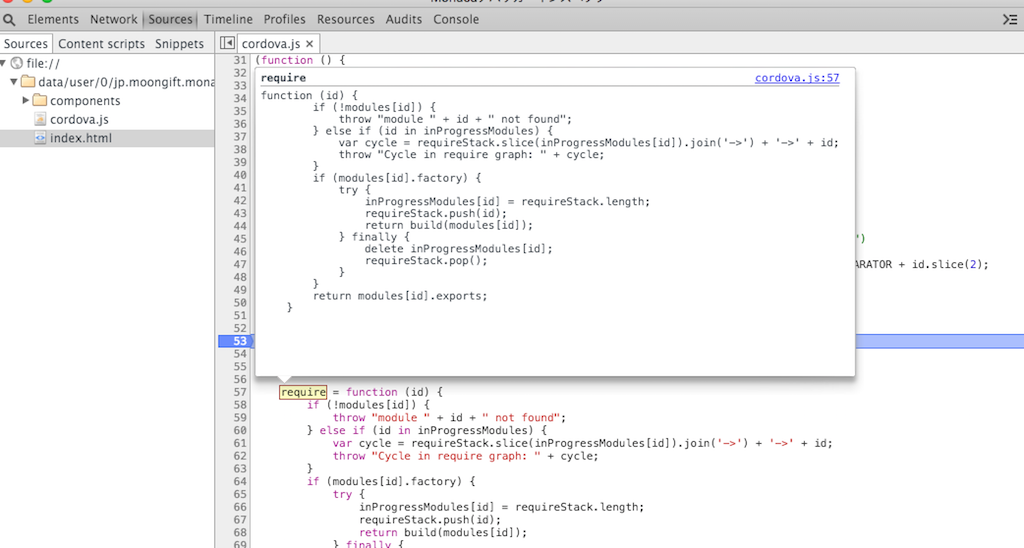 Elements Network Sources Timeline Profiles Resources Audits Console
Sources Content scripts Snippets
cordova.js ×
file://
data/user/0/jp.moongift.mona
components
cordova.js
index.html
31 (function () {
32
33
34
35
36
37
38
39
40
41
42
43
44
45 ')
46
47 ARATOR + id.slice(2);
48
49
50
51
52
53
54
55
56
require cordova.js:57
function (id) {
if (!modules[id]) {
throw "module " + id + " not found";
} else if (id in inProgressModules) {
var cycle = requireStack.slice(inProgressModules[id]).join('->') + '->' + id;
throw "Cycle in require graph: " + cycle;
}
if (modules[id].factory) {
try {
inProgressModules[id] = requireStack.length;
requireStack.push(id);
return build(modules[id]);
} finally {
delete inProgressModules[id];
requireStack.pop();
}
}
return modules[id].exports;
}
57 require = function (id) {
58 if (!modules[id]) {
59 throw "module " + id + " not found";
60 } else if (id in inProgressModules) {
61 var cycle = requireStack.slice(inProgressModules[id]).join('->') + '->' + id;
62 throw "Cycle in require graph: " + cycle;
63 }
64 if (modules[id].factory) {
65 try {
66 inProgressModules[id] = requireStack.length;
67 requireStack.push(id);
68 return build(modules[id]);
69 } finally {